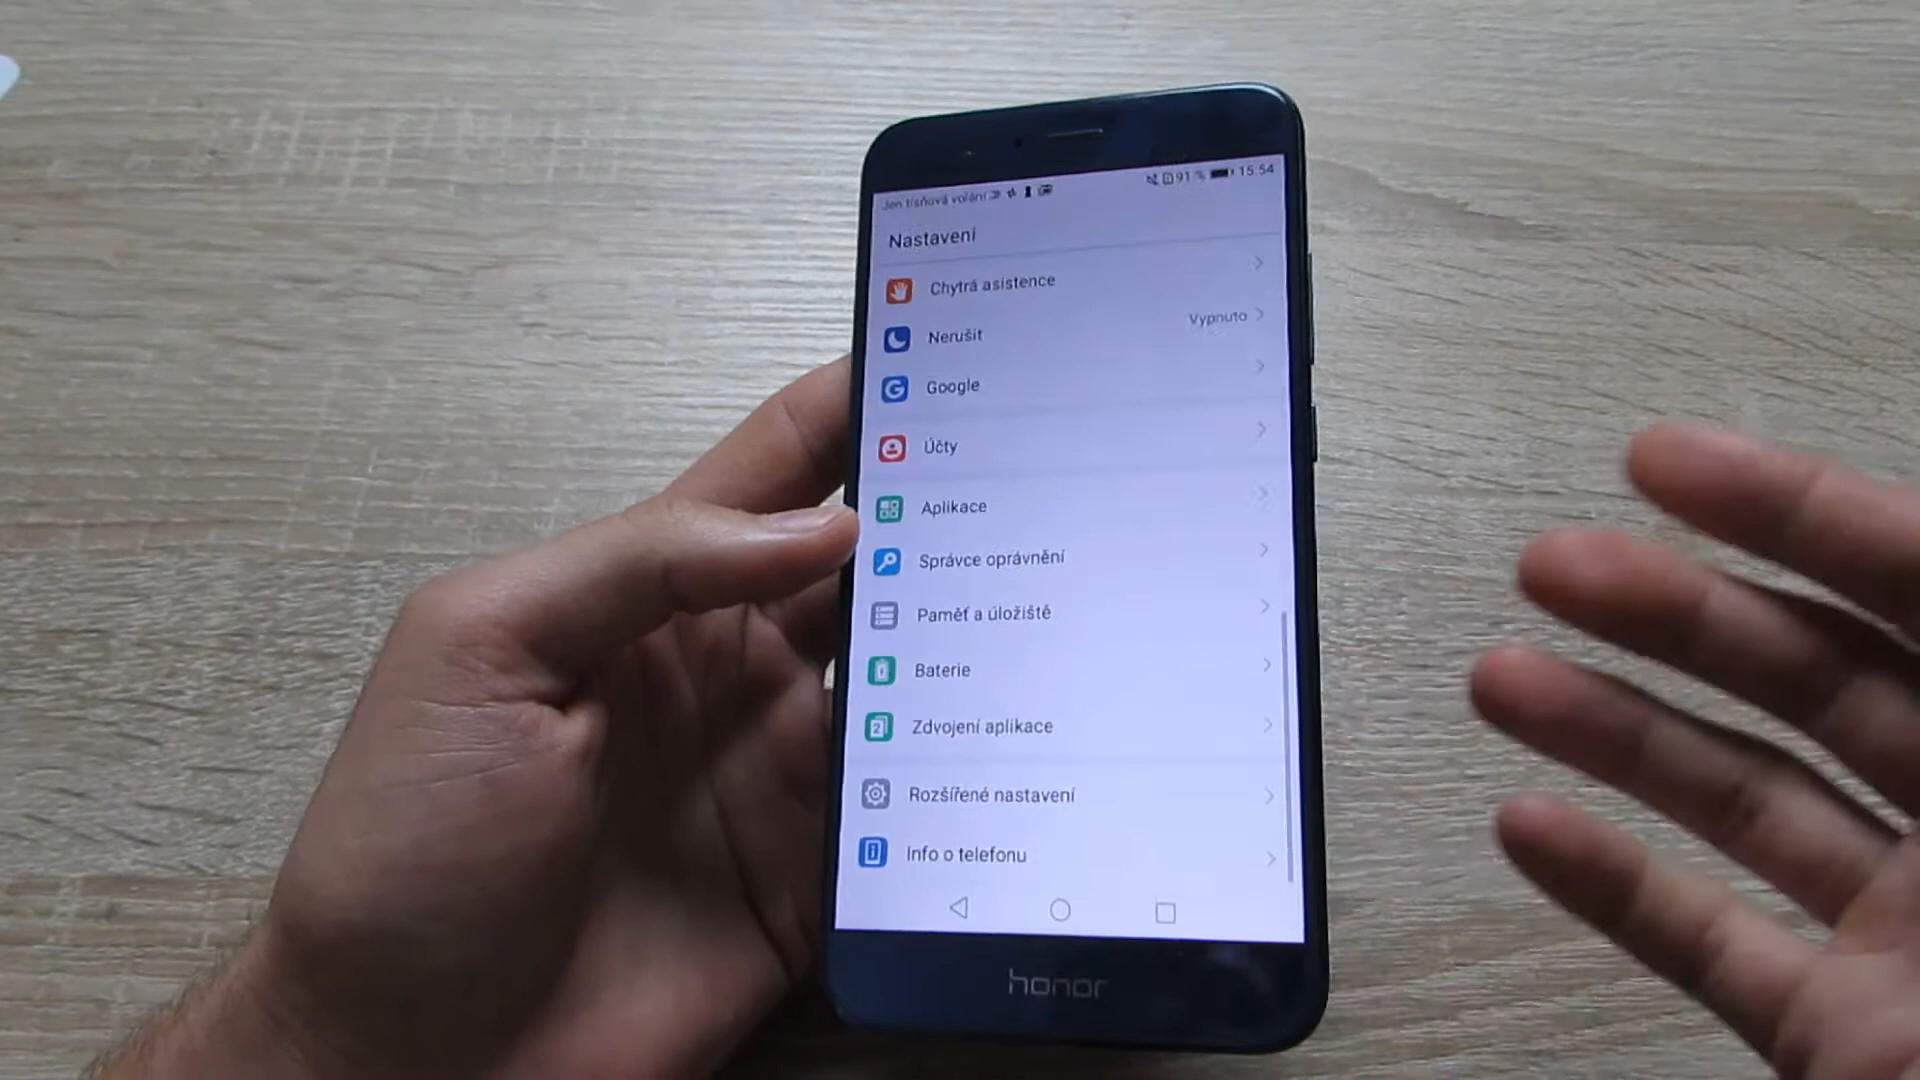 Jen tísňová volání
91 % 15:54
Nastavení
Chytrá asistence
Nerušit Vypnuto
Google
Účty
Aplikace
Správce oprávnění
Paměť a úložiště
Baterie
Zdvojení aplikace
Rozšířené nastavení
Info o telefonu
honor